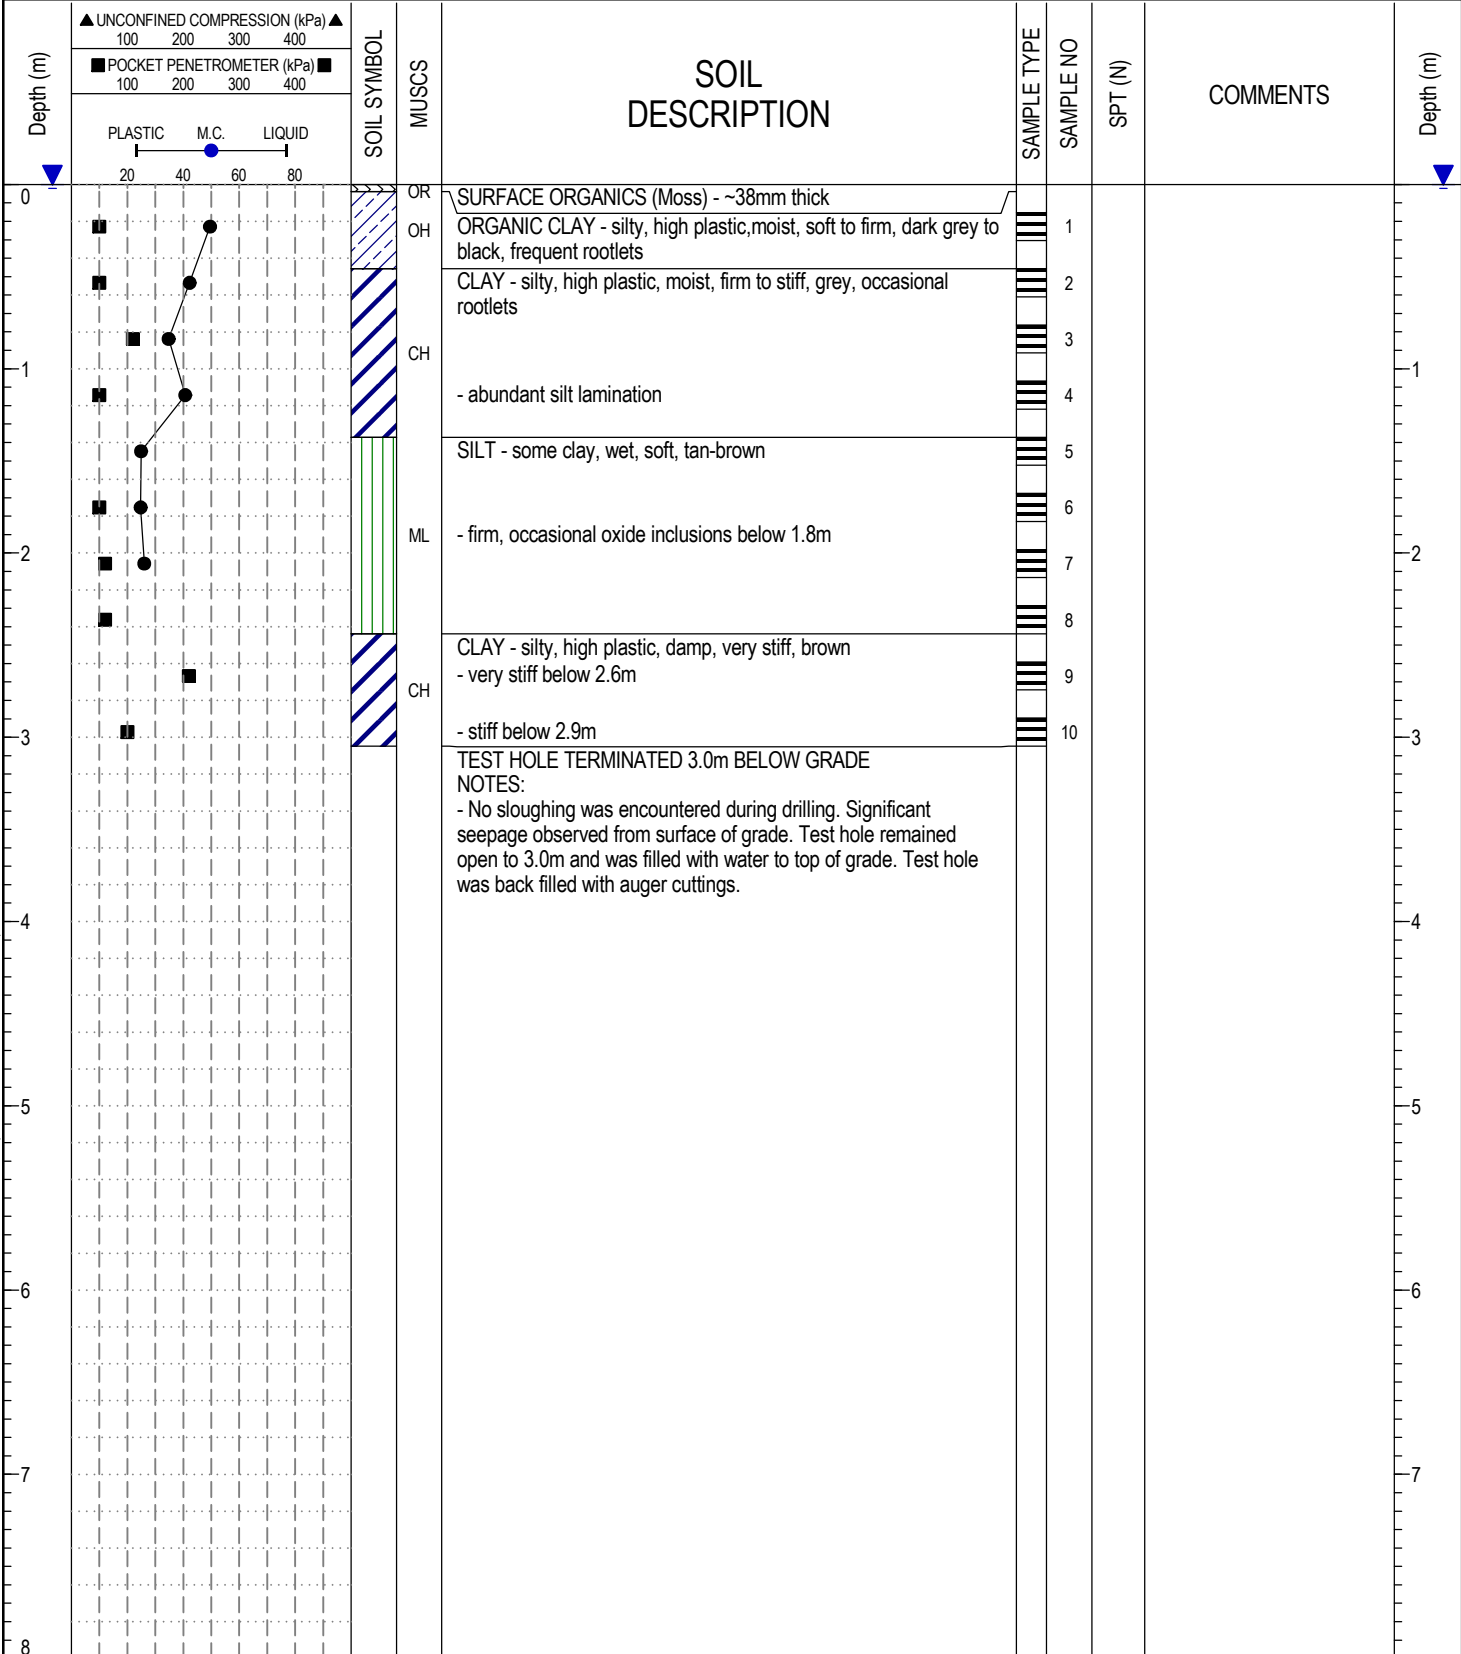 ▲ UNCONFINED COMPRESSION (kPa) ▲
100 200 300 400
■ POCKET PENETROMETER (kPa) ■
100 200 300 400
PLASTIC M.C. LIQUID
20 40 60 80
Depth (m)
SOIL SYMBOL
MUSCS
SOIL
DESCRIPTION
SAMPLE TYPE
SAMPLE NO
SPT (N)
COMMENTS
Depth (m)
0
OR
SURFACE ORGANICS (Moss) - ~38mm thick
OH
ORGANIC CLAY - silty, high plastic,moist, soft to firm, dark grey to
black, frequent rootlets
1
CLAY - silty, high plastic, moist, firm to stiff, grey, occasional
rootlets
2
3
CH
1
1
- abundant silt lamination
4
SILT - some clay, wet, soft, tan-brown
5
6
ML
- firm, occasional oxide inclusions below 1.8m
2
2
7
8
CLAY - silty, high plastic, damp, very stiff, brown
- very stiff below 2.6m
9
CH
- stiff below 2.9m
10
3
3
TEST HOLE TERMINATED 3.0m BELOW GRADE
NOTES:
- No sloughing was encountered during drilling. Significant
seepage observed from surface of grade. Test hole remained
open to 3.0m and was filled with water to top of grade. Test hole
was back filled with auger cuttings.
4
4
5
5
6
6
7
7
8